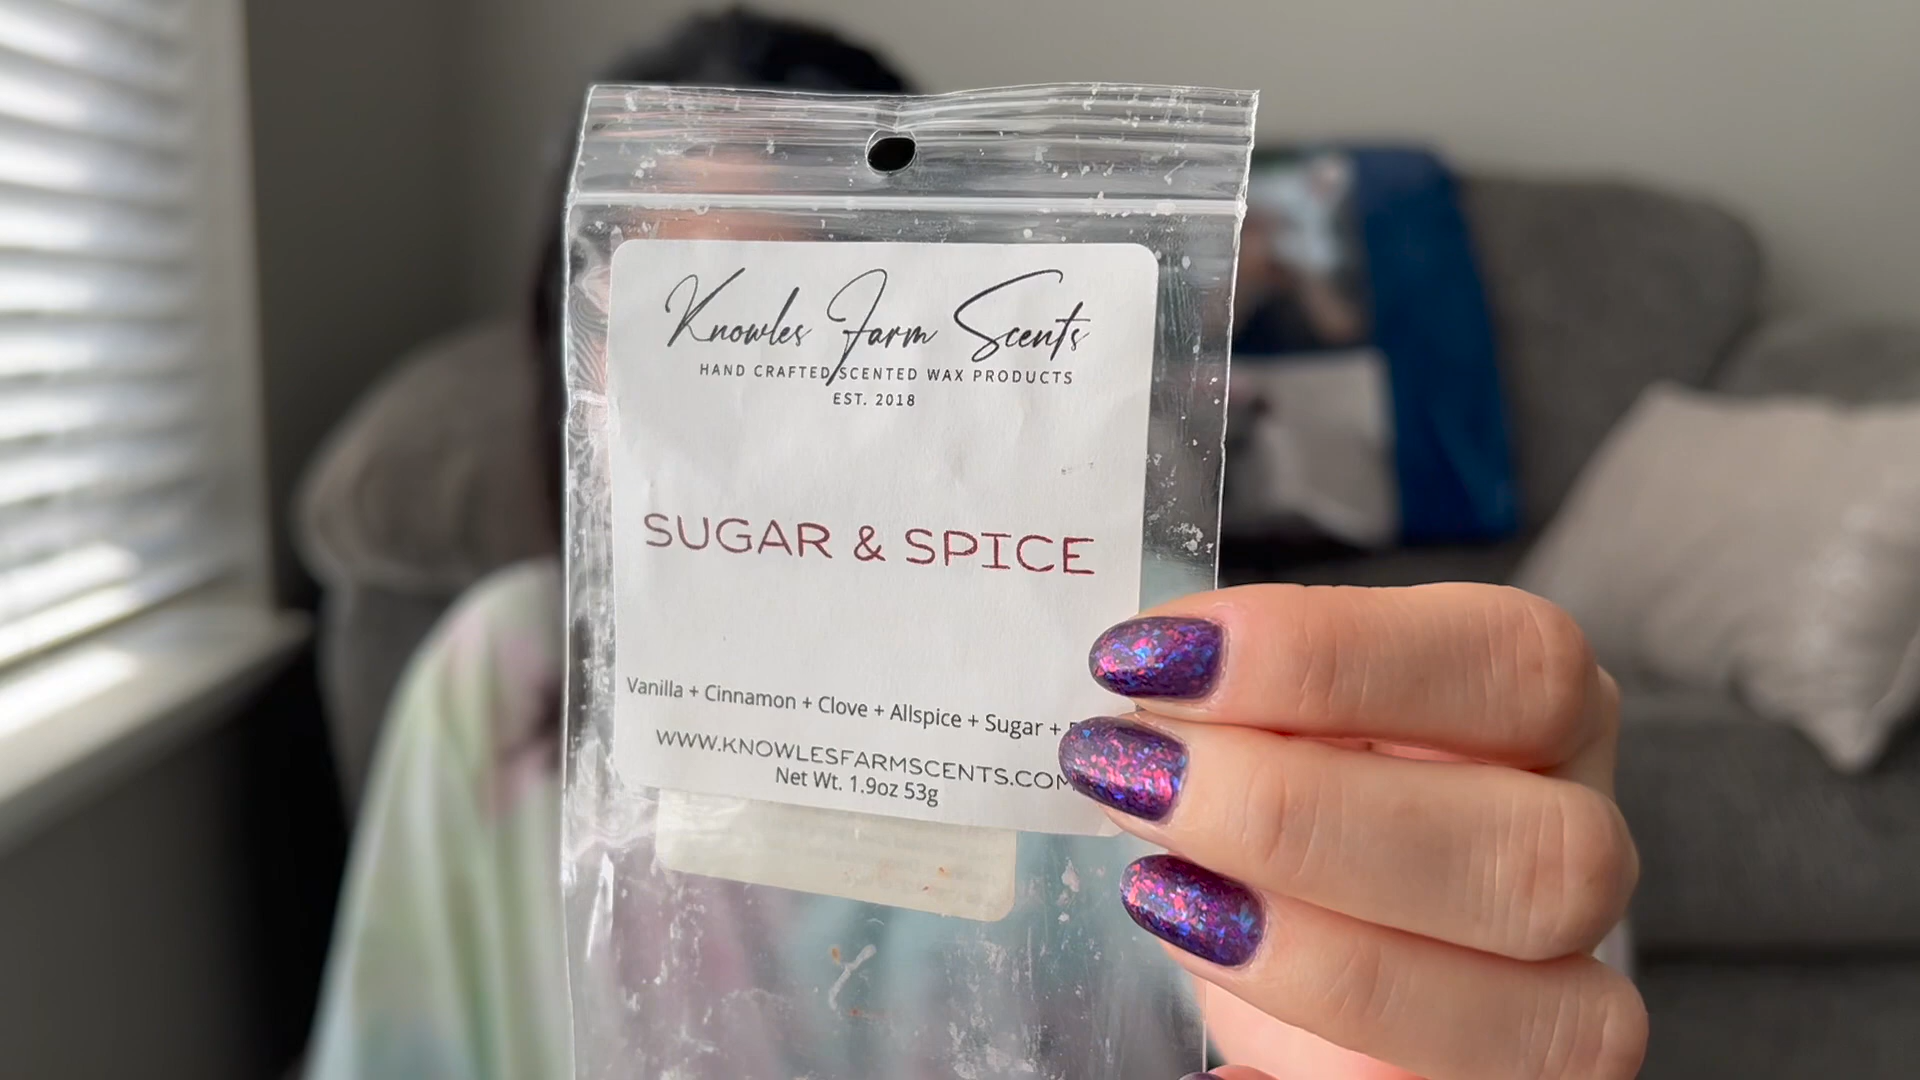 Knowles Farm Scents
HAND CRAFTED SCENTED WAX PRODUCTS
EST. 2018
SUGAR & SPICE
Vanilla + Cinnamon + Clove + Allspice + Sugar +
WWW.KNOWLESFARMSCENTS.COM
Net Wt. 1.9oz 53g